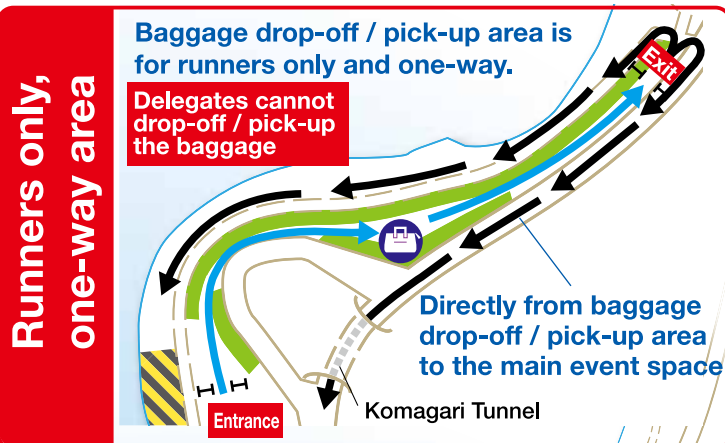 Runners only,
one-way area
Baggage drop-off / pick-up area is
for runners only and one-way.
Delegates cannot
drop-off / pick-up
the baggage
Exit
Directly from baggage
drop-off / pick-up area
to the main event space
Komagari Tunnel
Entrance